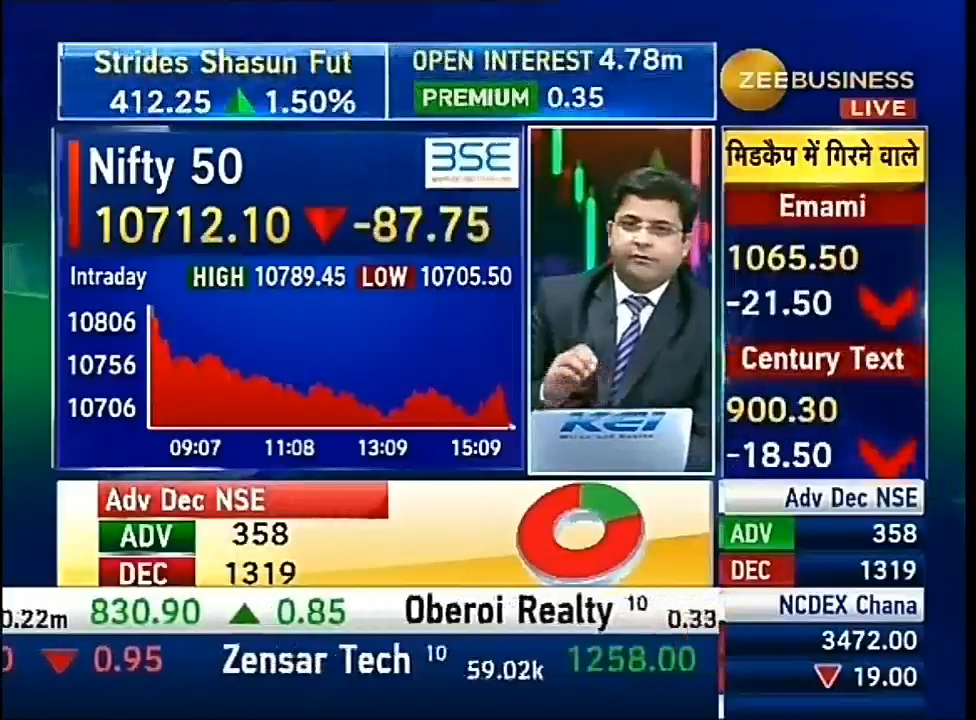 Strides Shasun Fut
412.25 ▲ 1.50%
OPEN INTEREST 4.78m
PREMIUM 0.35
ZEEBUSINESS
LIVE
Nifty 50
BSE
10712.10 ▼ -87.75
Intraday HIGH 10789.45 LOW 10705.50
10806
10756
10706
09:07 11:08 13:09 15:09
KEI
मिडकैप में गिरने वाले
Emami
1065.50
-21.50
Century Text
900.30
-18.50
Adv Dec NSE
ADV 358
DEC 1319
Adv Dec NSE
ADV 358
DEC 1319
NCDEX Chana
3472.00
▼ 19.00
0.22m 830.90 ▲ 0.85 Oberoi Realty 10 0.33
0 ▼ 0.95 Zensar Tech 10 59.02k 1258.00